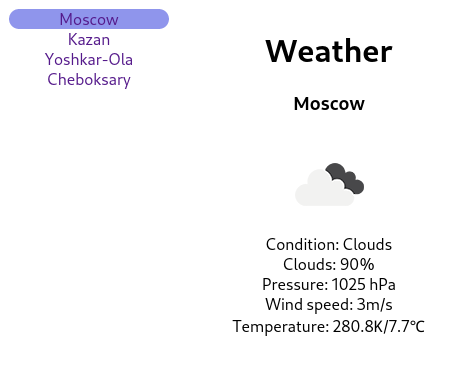 Moscow
Kazan
Yoshkar-Ola
Cheboksary
Weather
Moscow
Condition: Clouds
Clouds: 90%
Pressure: 1025 hPa
Wind speed: 3m/s
Temperature: 280.8K/7.7℃